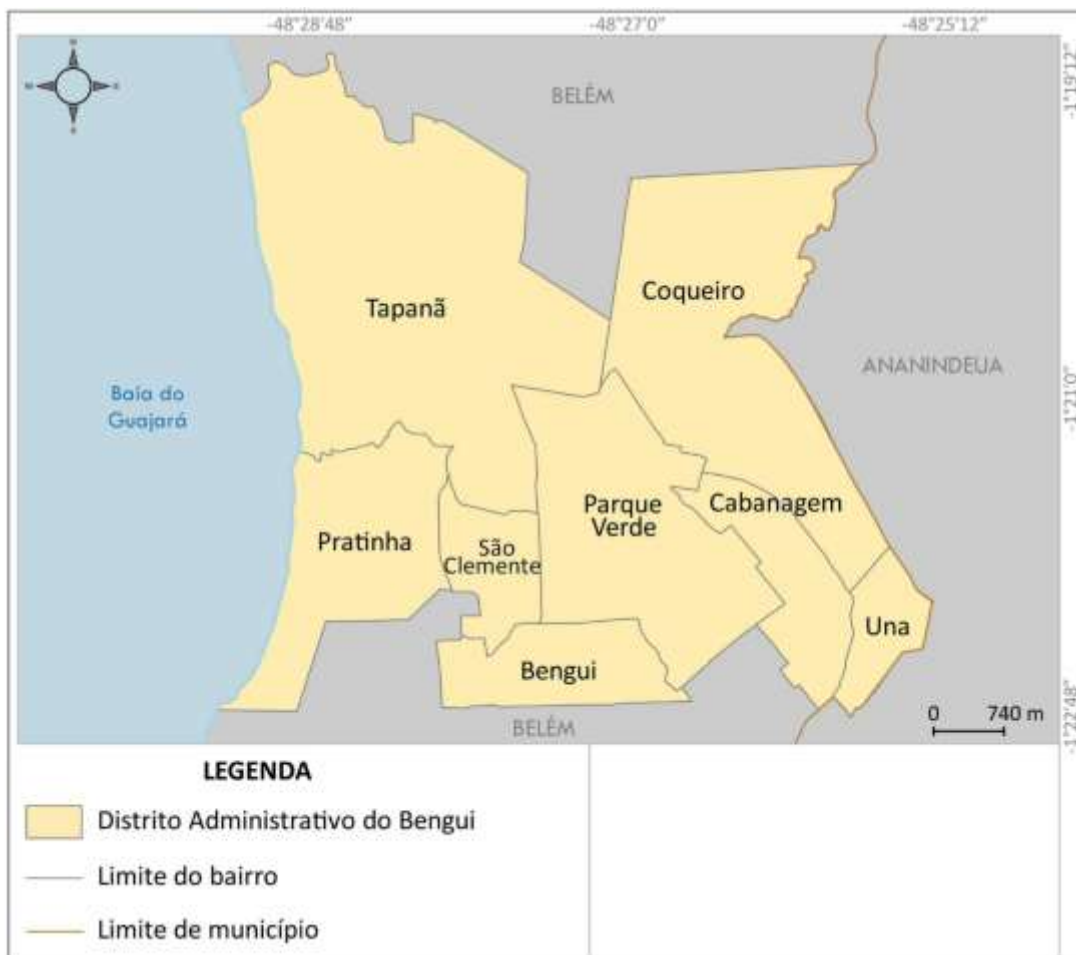 -48°28'48" -48°27'0" -48°25'12"
-1°19'12"
BELÉM
Coqueiro
Tapanã
ANANINDEUA
Baía do
Guajará
-1°21'0"
Parque
Verde
Cabanagem
Pratinha
São
Clemente
Una
Bengui
0 740 m
-1°22'48"
BELÉM
LEGENDA
Distrito Administrativo do Bengui
Limite do bairro
Limite de município